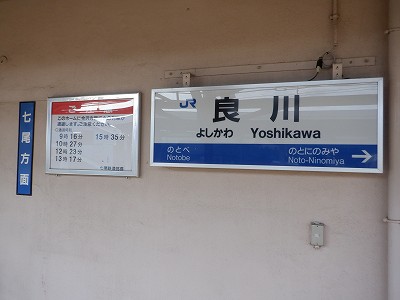 七尾方面
9時16分 15時35分
10時27分
12時23分
13時17分
JR
良川
よしかわ Yoshikawa
のとべ
Notobe
のとにのみや
Noto-Ninomiya